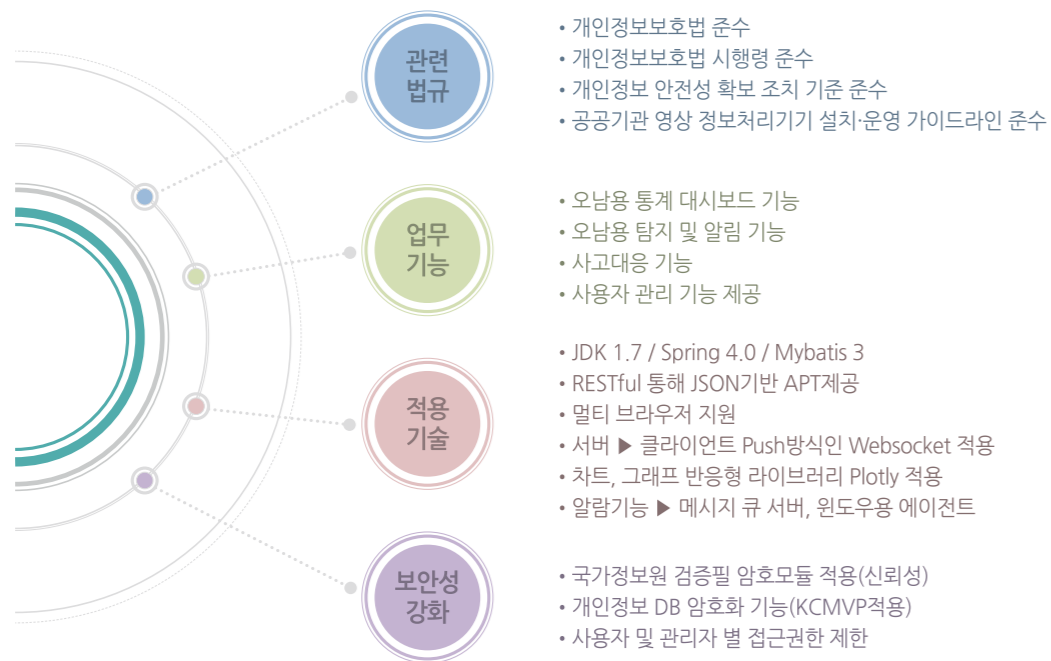 관련
법규
• 개인정보보호법 준수
• 개인정보보호법 시행령 준수
• 개인정보 안전성 확보 조치 기준 준수
• 공공기관 영상 정보처리기기 설치·운영 가이드라인 준수
업무
기능
• 오남용 통계 대시보드 기능
• 오남용 탐지 및 알림 기능
• 사고대응 기능
• 사용자 관리 기능 제공
적용
기술
• JDK 1.7 / Spring 4.0 / Mybatis 3
• RESTful 통해 JSON기반 APT제공
• 멀티 브라우저 지원
• 서버 ▶ 클라이언트 Push방식인 Websocket 적용
• 차트, 그래프 반응형 라이브러리 Plotly 적용
• 알람기능 ▶ 메시지 큐 서버, 윈도우용 에이전트
보안성
강화
• 국가정보원 검증필 암호모듈 적용(신뢰성)
• 개인정보 DB 암호화 기능(KCMVP적용)
• 사용자 및 관리자 별 접근권한 제한